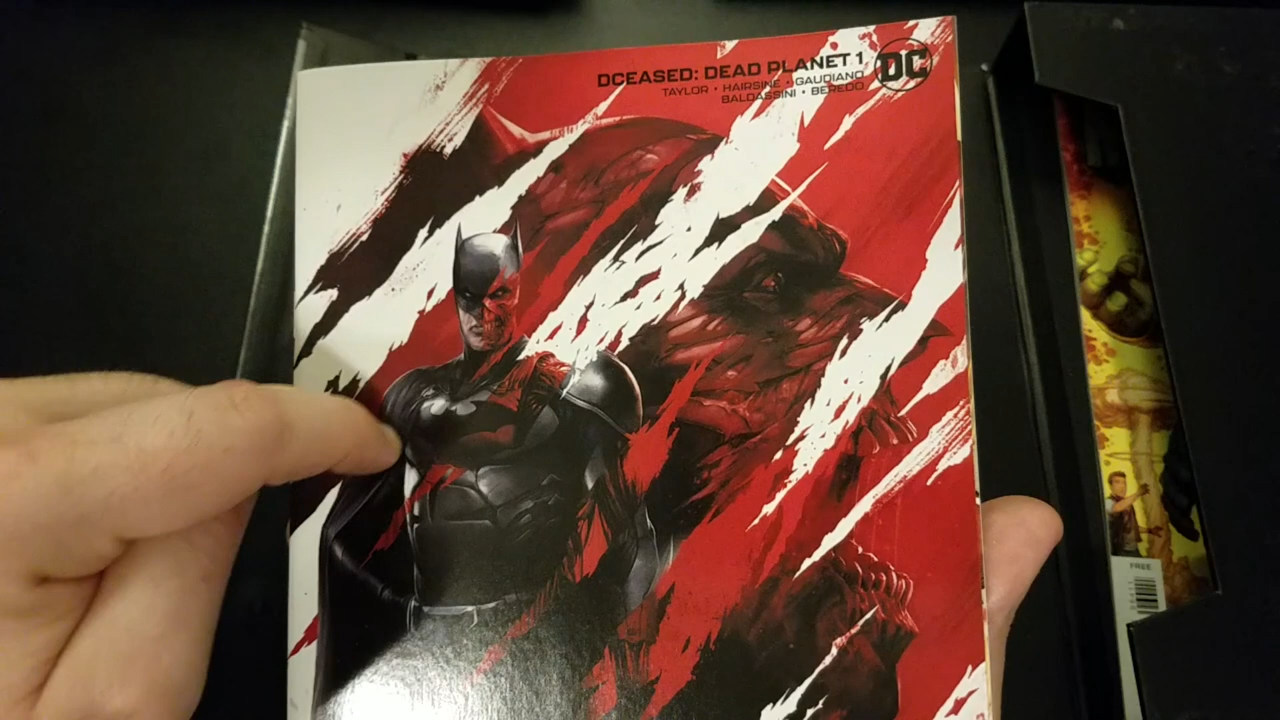 DCEASED: DEAD PLANET 1
DC
TAYLOR • HAIRSINE • GAUDIANO
BALDASSINI • BEREDO
FREE